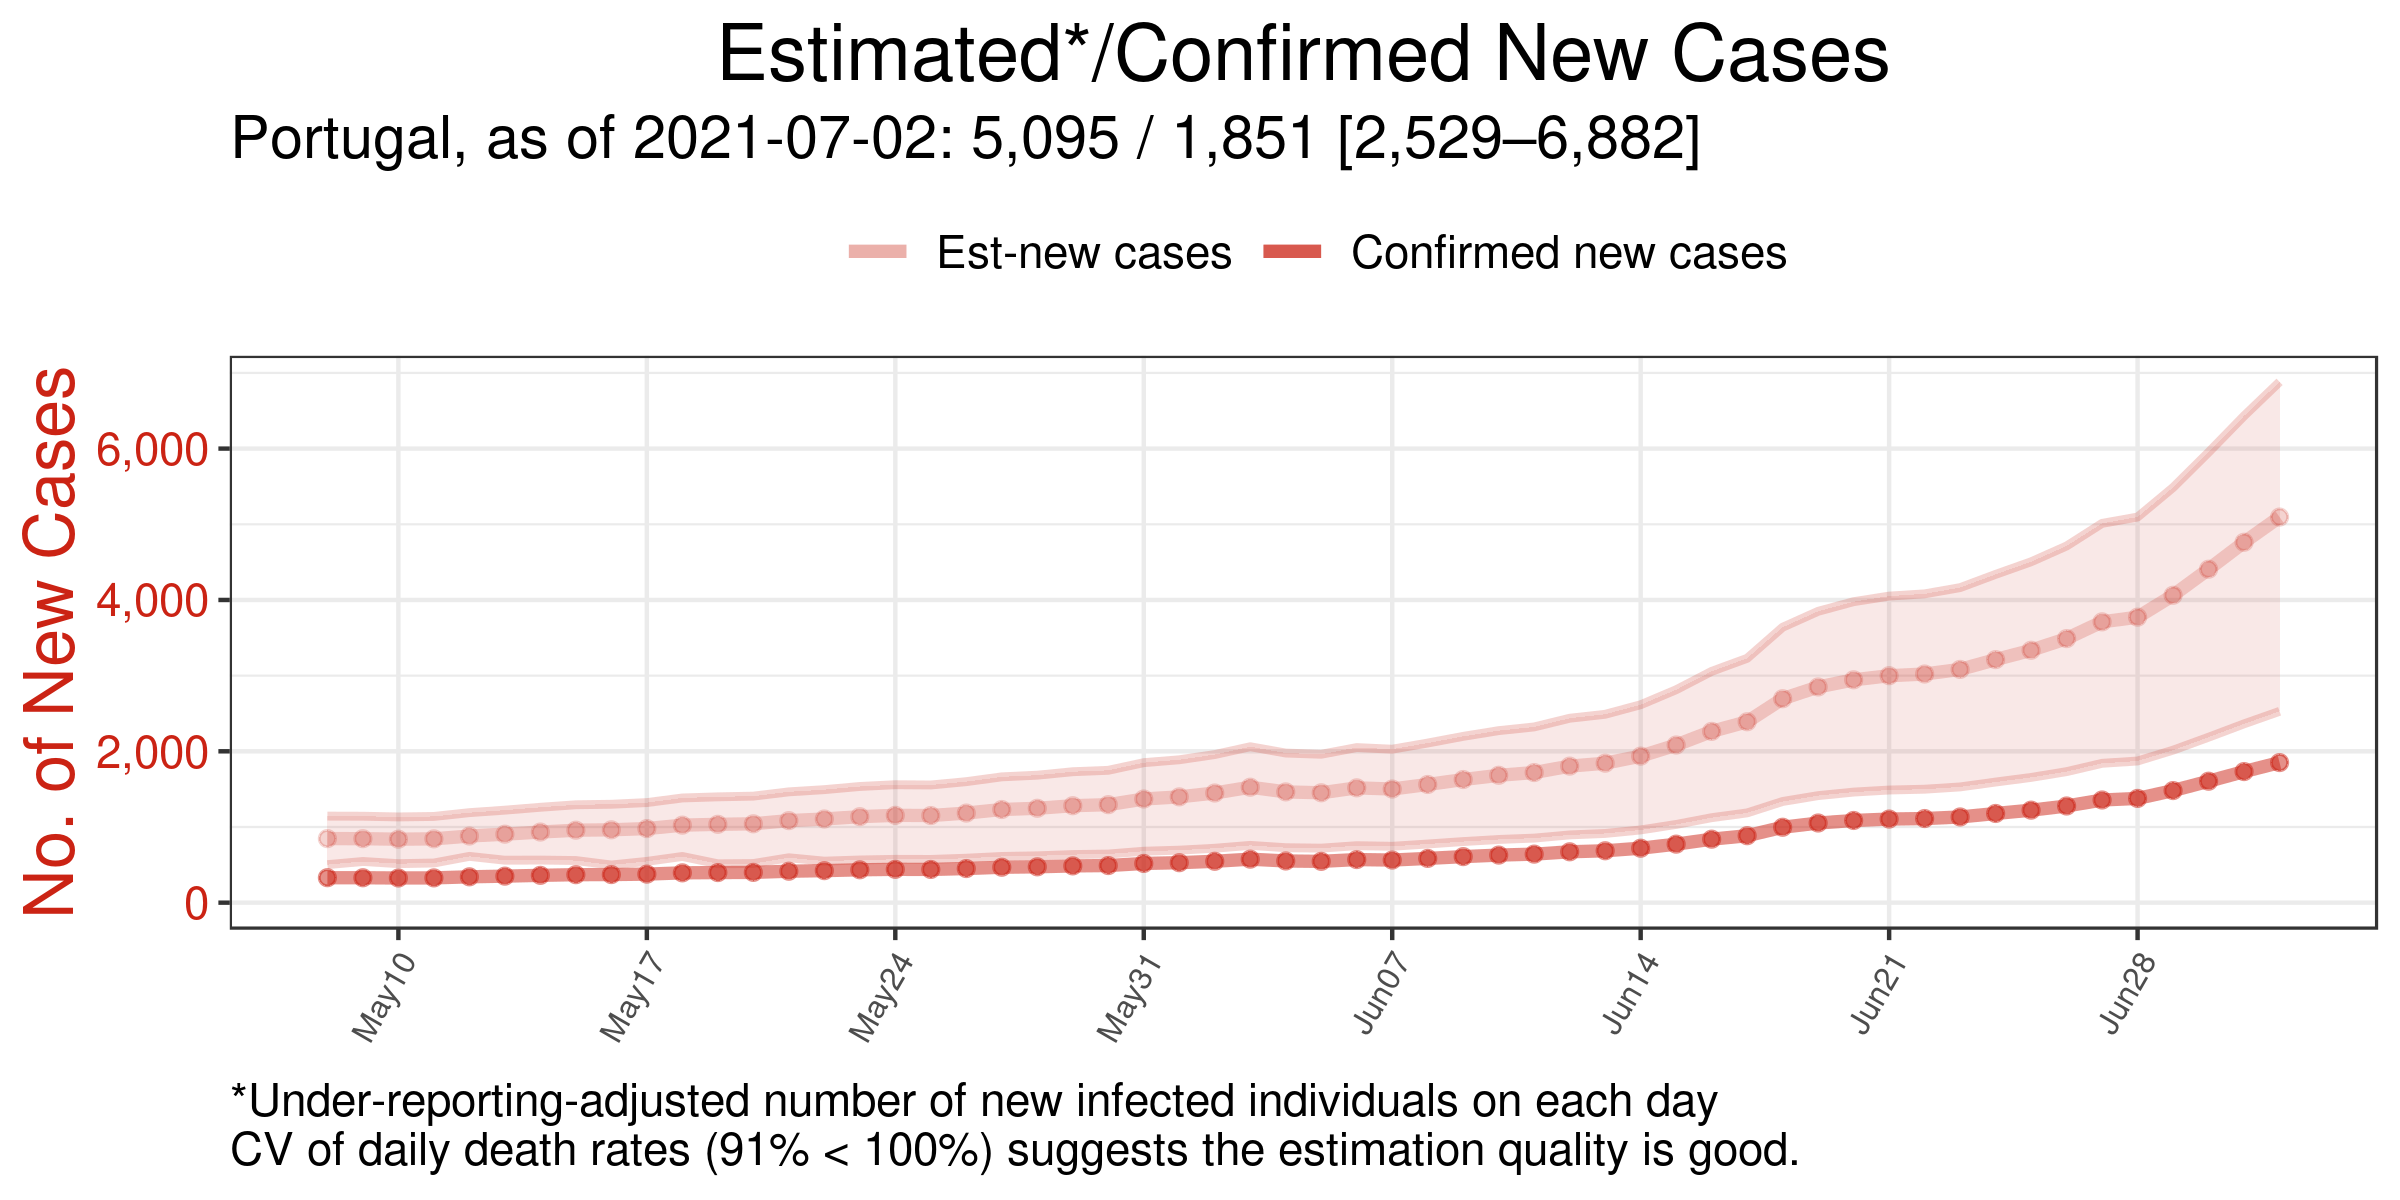 Estimated*/Confirmed New Cases
Portugal, as of 2021-07-02: 5,095 / 1,851 [2,529–6,882]
Est-new cases Confirmed new cases
No. of New Cases
6,000
4,000
2,000
0
May10 May17 May24 May31 Jun07 Jun14 Jun21 Jun28
*Under-reporting-adjusted number of new infected individuals on each day
CV of daily death rates (91% < 100%) suggests the estimation quality is good.